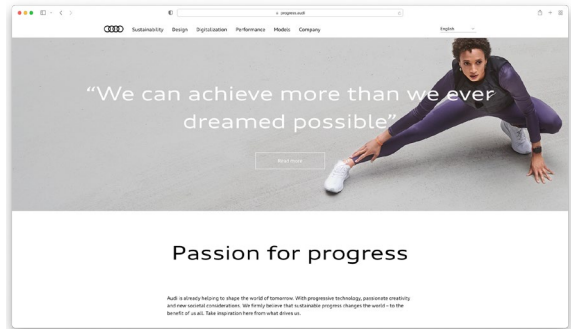 progress.audi
Sustainability Design Digitalization Performance Models Company English
“We can achieve more than we ever
dreamed possible”
Read more
Passion for progress
Audi is already helping to shape the world of tomorrow. With progressive technology, passionate creativity
and new societal considerations. We firmly believe that sustainable progress changes the world – to the
benefit of us all. Take inspiration here from what drives us.